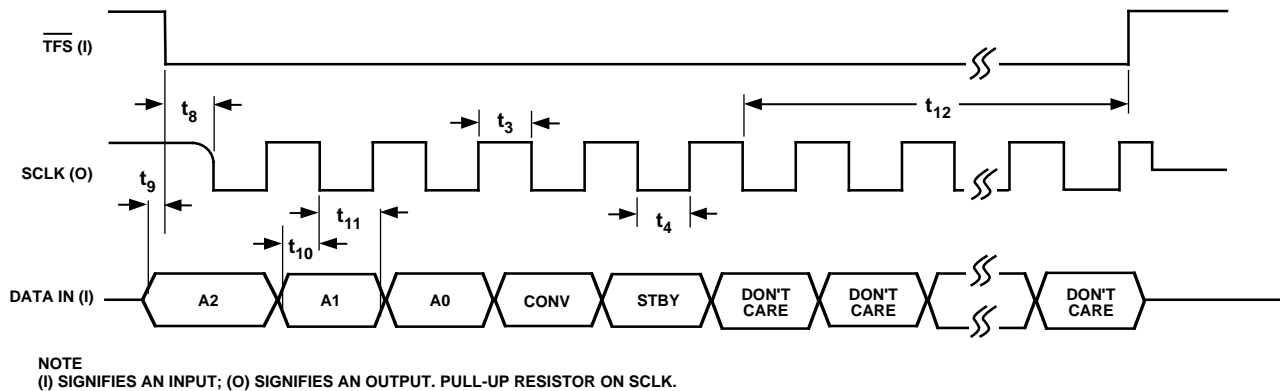 TFS (I)
t8
t3
t12
SCLK (O)
t9
t11
t10
t4
DATA IN (I)
A2
A1
A0
CONV
STBY
DON'T
CARE
DON'T
CARE
DON'T
CARE
NOTE
(I) SIGNIFIES AN INPUT; (O) SIGNIFIES AN OUTPUT. PULL-UP RESISTOR ON SCLK.